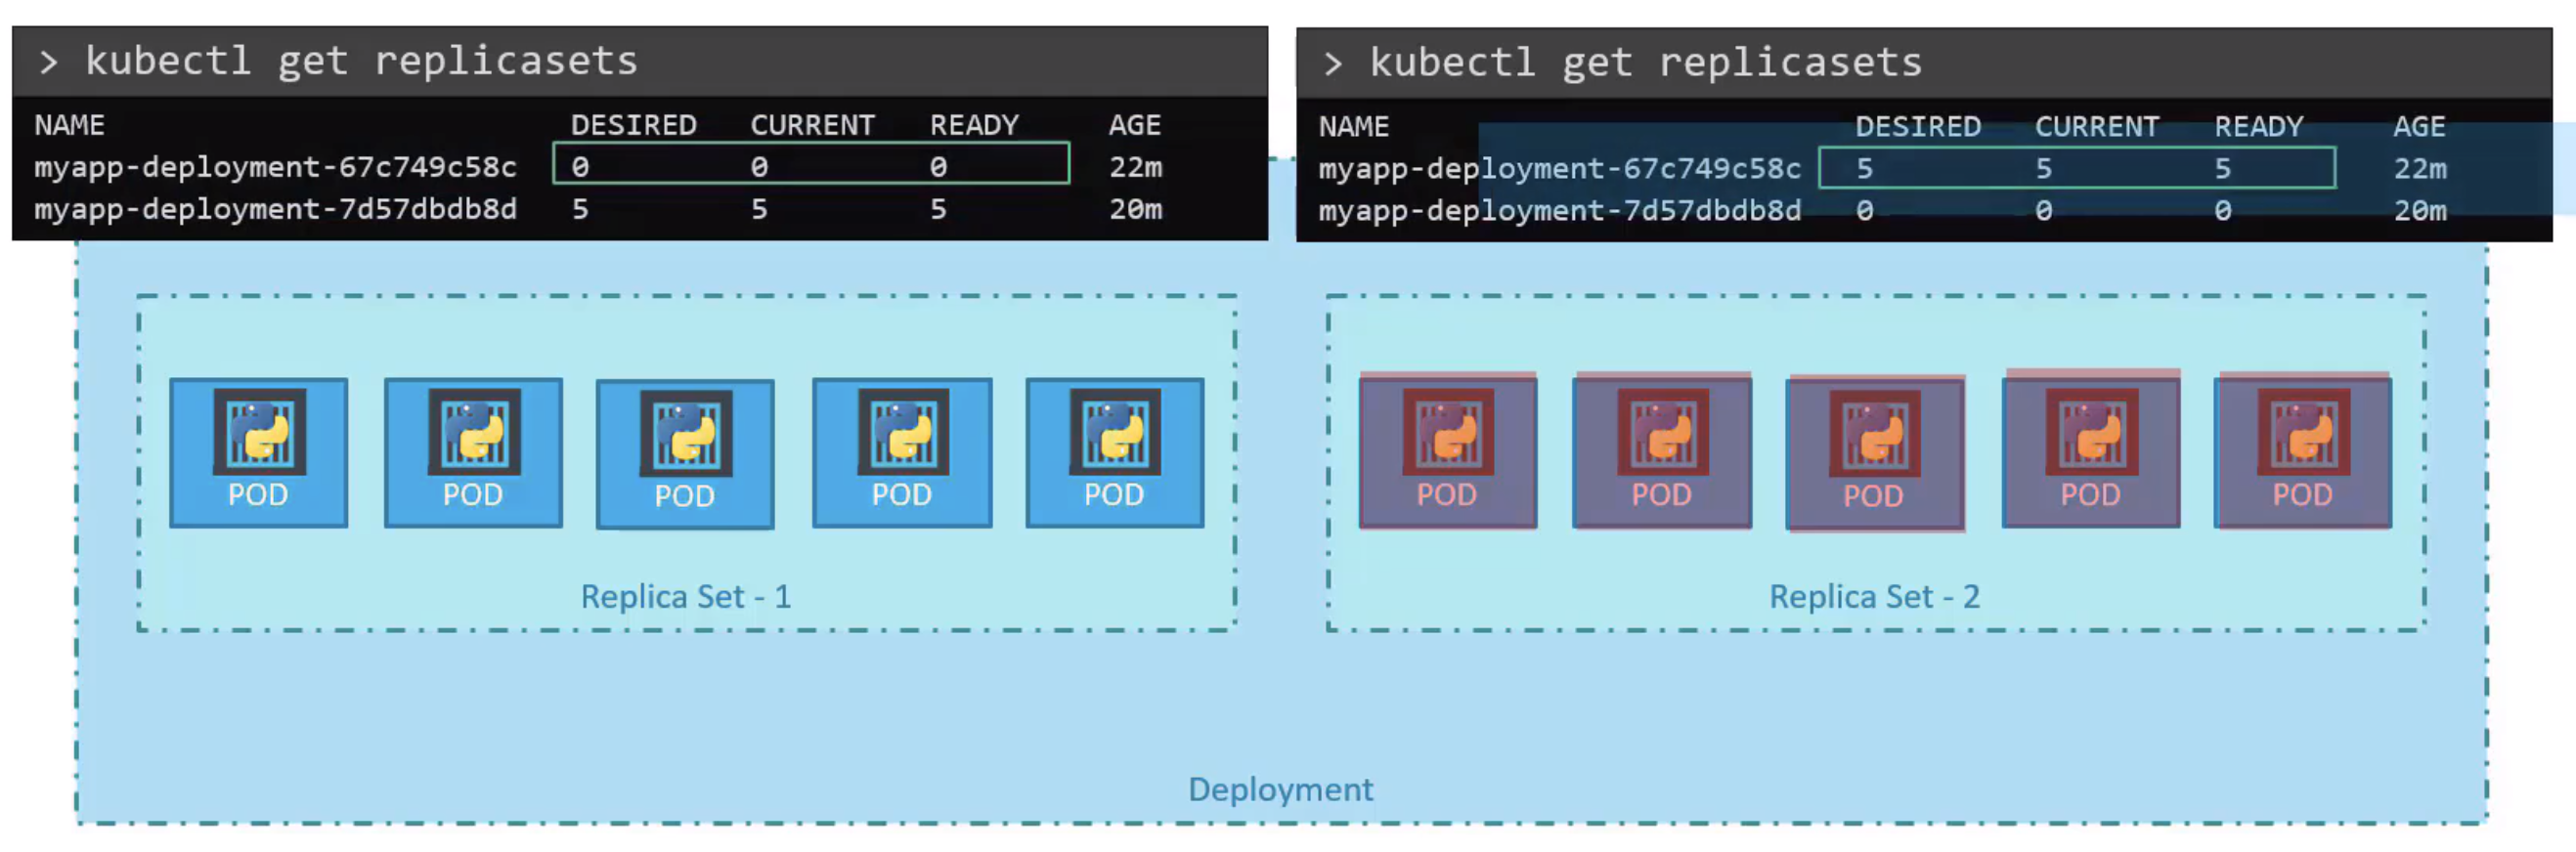 > kubectl get replicasets
NAME DESIRED CURRENT READY AGE
myapp-deployment-67c749c58c 0 0 0 22m
myapp-deployment-7d57dbdb8d 5 5 5 20m
> kubectl get replicasets
NAME DESIRED CURRENT READY AGE
myapp-deployment-67c749c58c 5 5 5 22m
myapp-deployment-7d57dbdb8d 0 0 0 20m
POD POD POD POD POD
Replica Set - 1
POD POD POD POD POD
Replica Set - 2
Deployment